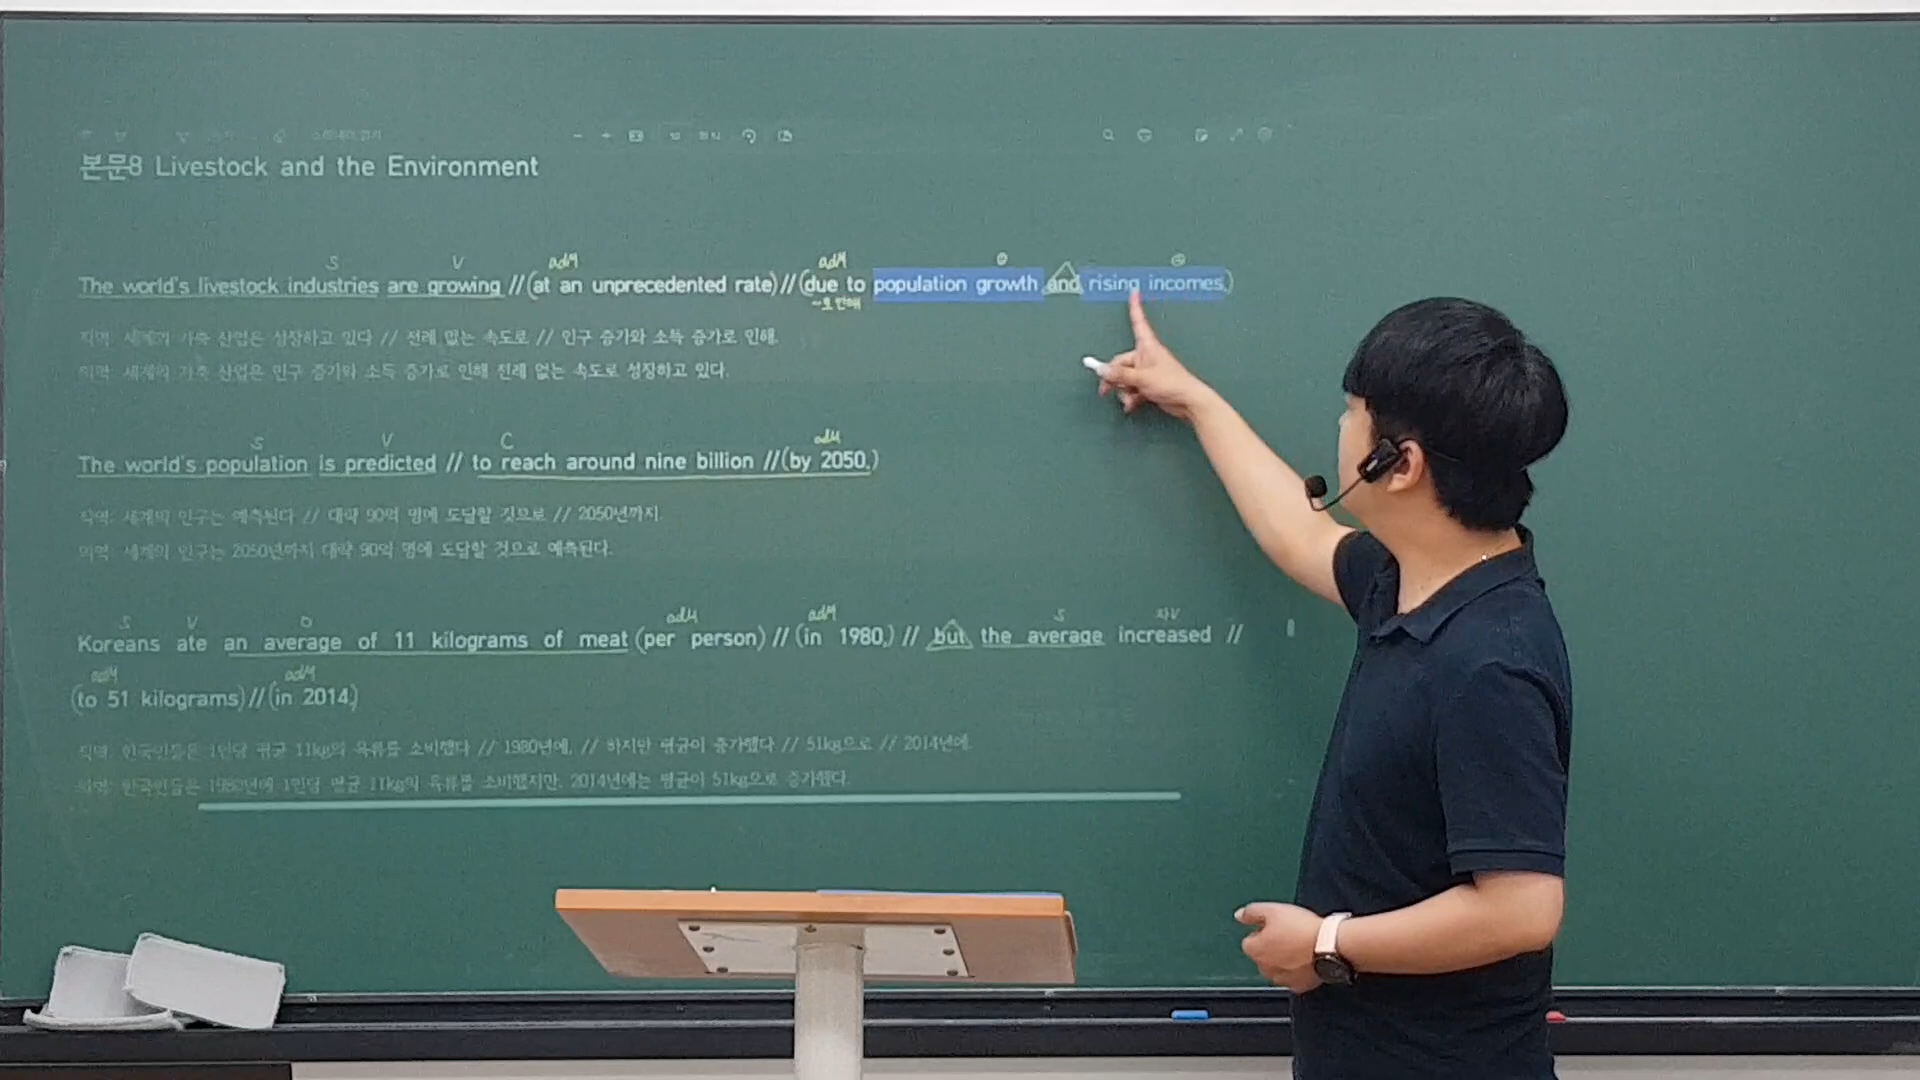 본문8 Livestock and the Environment
S V adM adM ① ②
The world's livestock industries are growing // (at an unprecedented rate) // (due to population growth and rising incomes.)
~로 인해
직역: 세계의 가축 산업은 성장하고 있다 // 전례 없는 속도로 // 인구 증가와 소득 증가로 인해.
의역: 세계의 가축 산업은 인구 증가와 소득 증가로 인해 전례 없는 속도로 성장하고 있다.
S V C adM
The world's population is predicted // to reach around nine billion // (by 2050.)
직역: 세계의 인구는 예측된다 // 대략 90억 명에 도달할 것으로 // 2050년까지.
의역: 세계의 인구는 2050년까지 대략 90억 명에 도달할 것으로 예측된다.
S V O adM adM S 자V
Koreans ate an average of 11 kilograms of meat (per person) // (in 1980,) // but the average increased //
adM adM
(to 51 kilograms) // (in 2014.)
직역: 한국인들은 1인당 평균 11kg의 육류를 소비했다 // 1980년에, // 하지만 평균이 증가했다 // 51kg으로 // 2014년에.
의역: 한국인들은 1980년에 1인당 평균 11kg의 육류를 소비했지만, 2014년에는 평균이 51kg으로 증가했다.